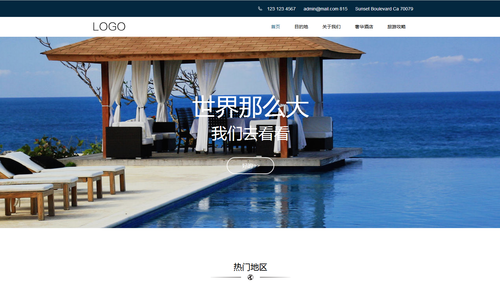 123 123 4567 admin@mail.com 815 Sunset Boulevard Ca 70079
LOGO
首页 目的地 关于我们 奢华酒店 旅游攻略
世界那么大
我们去看看
热门地区